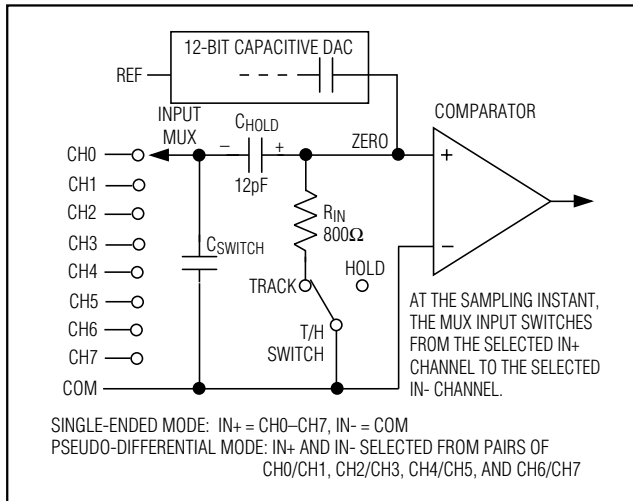 12-BIT CAPACITIVE DAC
REF
COMPARATOR
INPUT
MUX
CHOLD
ZERO
− +
+
CH0
12pF
CH1
RIN
800Ω
CH2
CH3
CSWITCH
−
HOLD
CH4
TRACK
CH5
CH6
T/H
SWITCH
CH7
COM
AT THE SAMPLING INSTANT,
THE MUX INPUT SWITCHES
FROM THE SELECTED IN+
CHANNEL TO THE SELECTED
IN- CHANNEL.
SINGLE-ENDED MODE: IN+ = CH0–CH7, IN- = COM
PSEUDO-DIFFERENTIAL MODE: IN+ AND IN- SELECTED FROM PAIRS OF
CH0/CH1, CH2/CH3, CH4/CH5, AND CH6/CH7